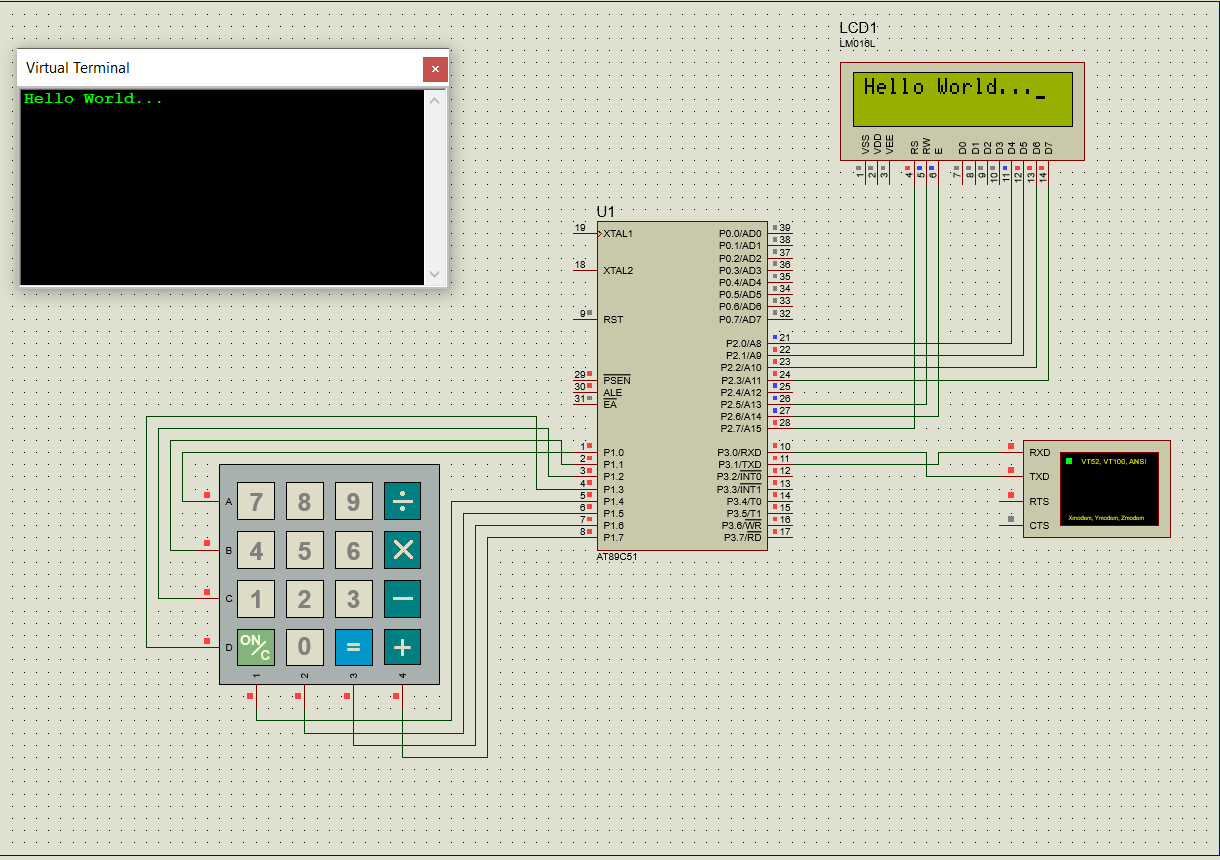 Virtual Terminal
Hello World...
LCD1
LM016L
Hello World..._
VSS VDD VEE RS RW E D0 D1 D2 D3 D4 D5 D6 D7
1 2 3 4 5 6 7 8 9 10 11 12 13 14
U1
19 XTAL1 P0.0/AD0 39
P0.1/AD1 38
P0.2/AD2 37
18 XTAL2 P0.3/AD3 36
P0.4/AD4 35
P0.5/AD5 34
P0.6/AD6 33
9 RST P0.7/AD7 32
P2.0/A8 21
P2.1/A9 22
P2.2/A10 23
29 PSEN P2.3/A11 24
30 ALE P2.4/A12 25
31 EA P2.5/A13 26
P2.6/A14 27
P2.7/A15 28
1 P1.0 P3.0/RXD 10
2 P1.1 P3.1/TXD 11
3 P1.2 P3.2/INT0 12
4 P1.3 P3.3/INT1 13
5 P1.4 P3.4/T0 14
6 P1.5 P3.5/T1 15
7 P1.6 P3.6/WR 16
8 P1.7 P3.7/RD 17
AT89C51
RXD
TXD
RTS
CTS
VT52, VT100, ANSI
Xmodem, Ymodem, Zmodem
A 7 8 9 ÷
B 4 5 6 ×
C 1 2 3 −
D ON/C 0 = +
1 2 3 4